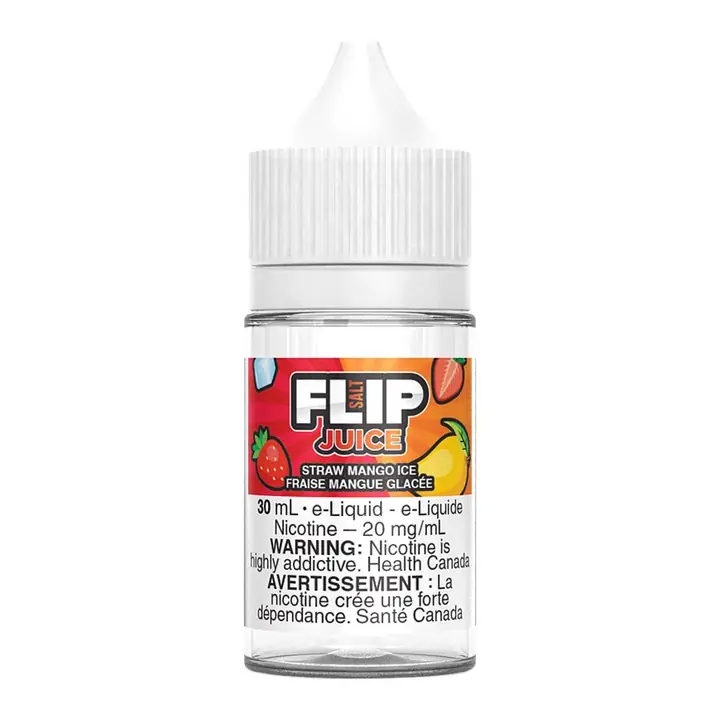 FLIP
SALT
JUICE
STRAW MANGO ICE
FRAISE MANGUE GLACÉE
30 mL • e-Liquid - e-Liquide
Nicotine — 20 mg/mL
WARNING: Nicotine is
highly addictive. Health Canada
AVERTISSEMENT : La
nicotine crée une forte
dépendance. Santé Canada